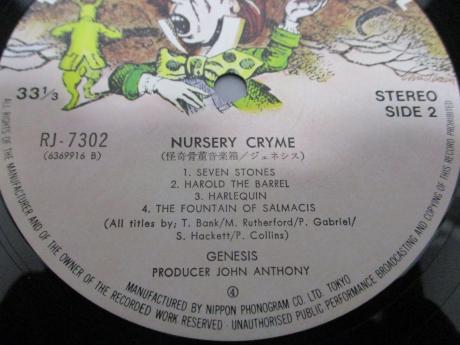 33 1/3
STEREO
SIDE 2
RJ-7302
(6369916 B)
NURSERY CRYME
(怪奇骨董音楽箱/ジェネシス)
1. SEVEN STONES
2. HAROLD THE BARREL
3. HARLEQUIN
4. THE FOUNTAIN OF SALMACIS
(All titles by; T. Bank/M. Rutherford/P. Gabriel/
S. Hackett/P. Collins)
GENESIS
PRODUCER JOHN ANTHONY
4
MANUFACTURED BY NIPPON PHONOGRAM CO. LTD. TOKYO
ALL RIGHTS OF THE MANUFACTURER AND OF THE OWNER OF THE RECORDED WORK RESERVED · UNAUTHORISED PUBLIC PERFORMANCE BROADCASTING AND COPYING OF THIS RECORD PROHIBITED